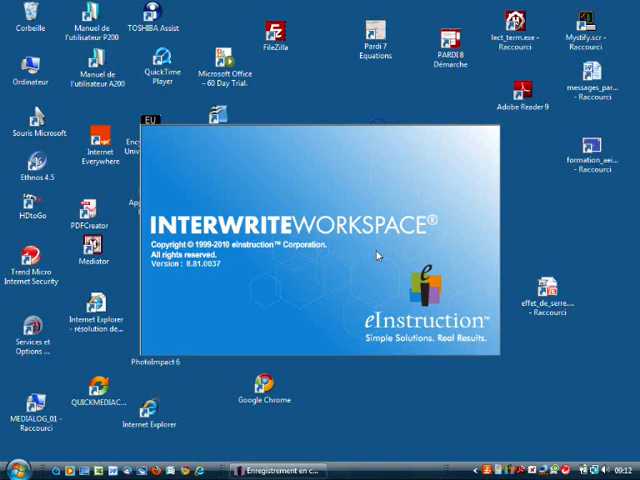 Corbeille
Manuel de
l'utilisateur P200
TOSHIBA Assist
FileZilla
Pardi 7
Equations
PARDI 8
Démarche
lect_term.exe -
Raccourci
Mystify.scr -
Raccourci
Ordinateur
Manuel de
l'utilisateur A200
QuickTime
Player
Microsoft Office
– 60 Day Trial.
Adobe Reader 9
messages_par...
– Raccourci
Souris Microsoft
Internet
Everywhere
EU
formation_aei...
– Raccourci
Ethnos 4.5
HDtoGo
PDFCreator
INTERWRITEWORKSPACE®
Copyright © 1999-2010 eInstruction™ Corporation.
All rights reserved.
Version : 8.81.0037
Mediator
Trend Micro
Internet Security
effet_de_serre...
– Raccourci
Internet Explorer
- résolution de...
e
eInstruction™
Simple Solutions. Real Results.
Services et
Options ...
PhotoImpact 6
MEDIALOG_01 -
Raccourci
QUICKMEDIAC...
Internet Explorer
Google Chrome
Enregistrement en c...
09:12